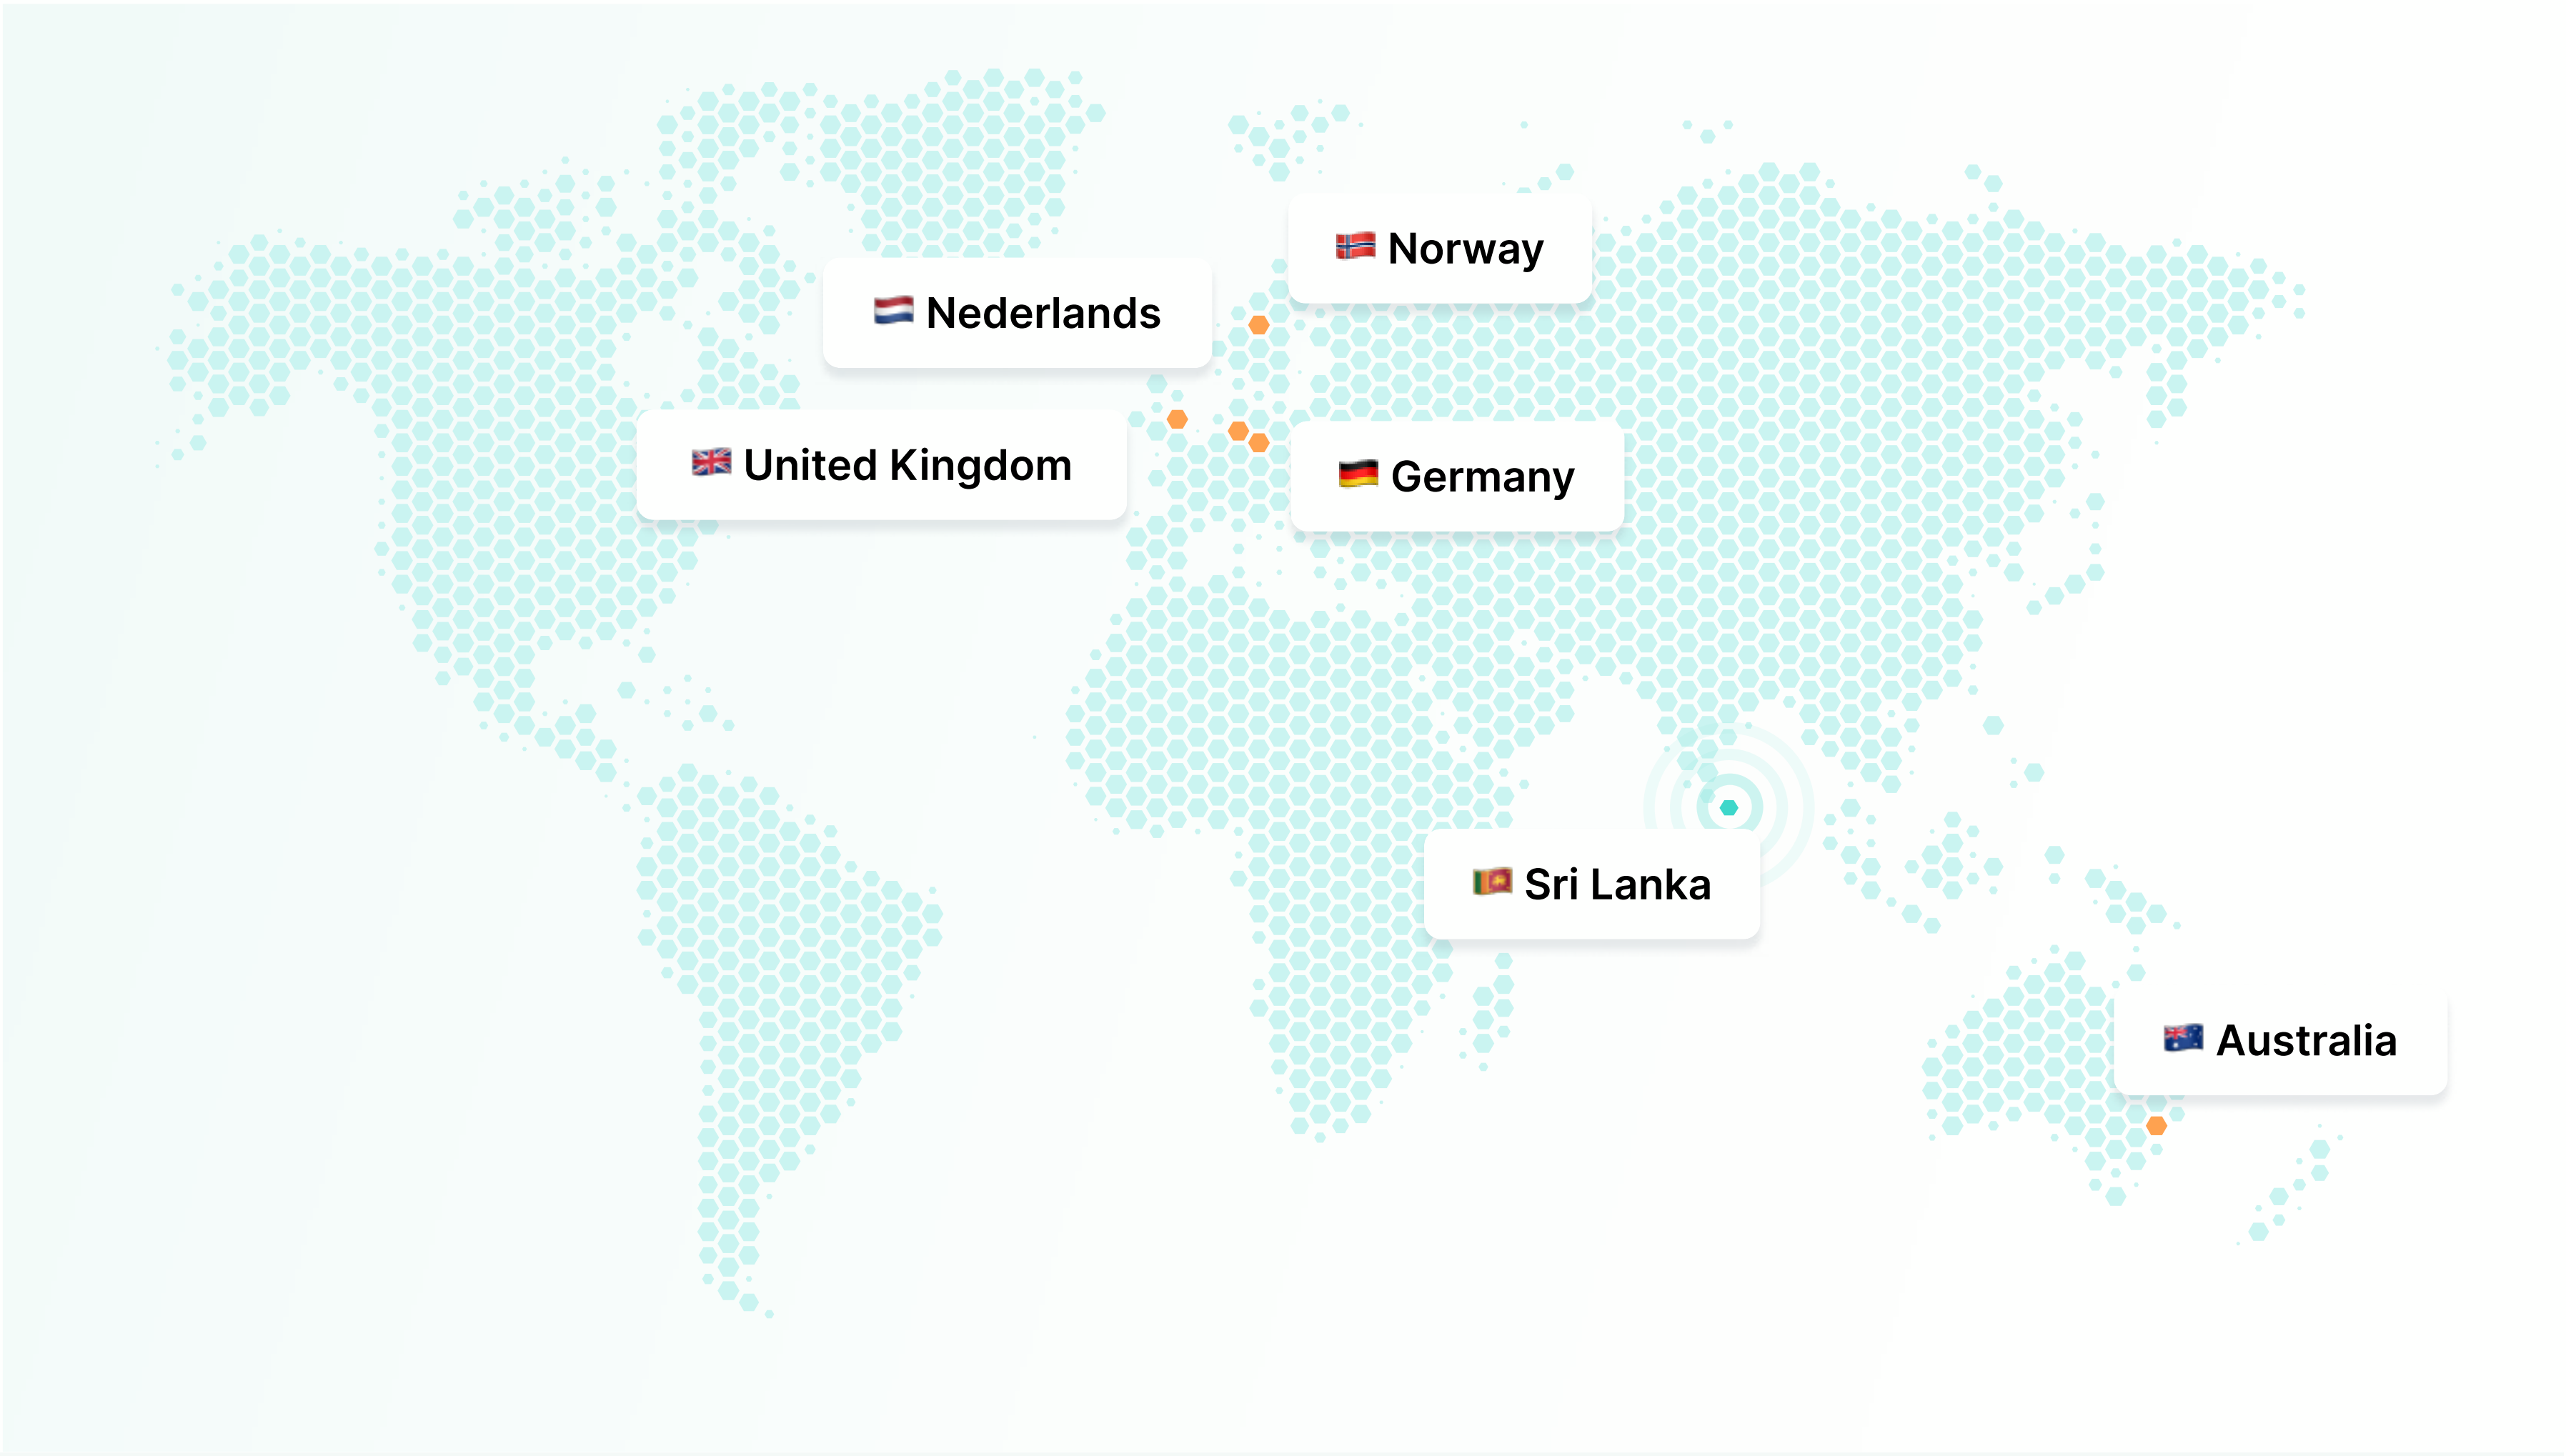 Norway
Nederlands
United Kingdom
Germany
Sri Lanka
Australia